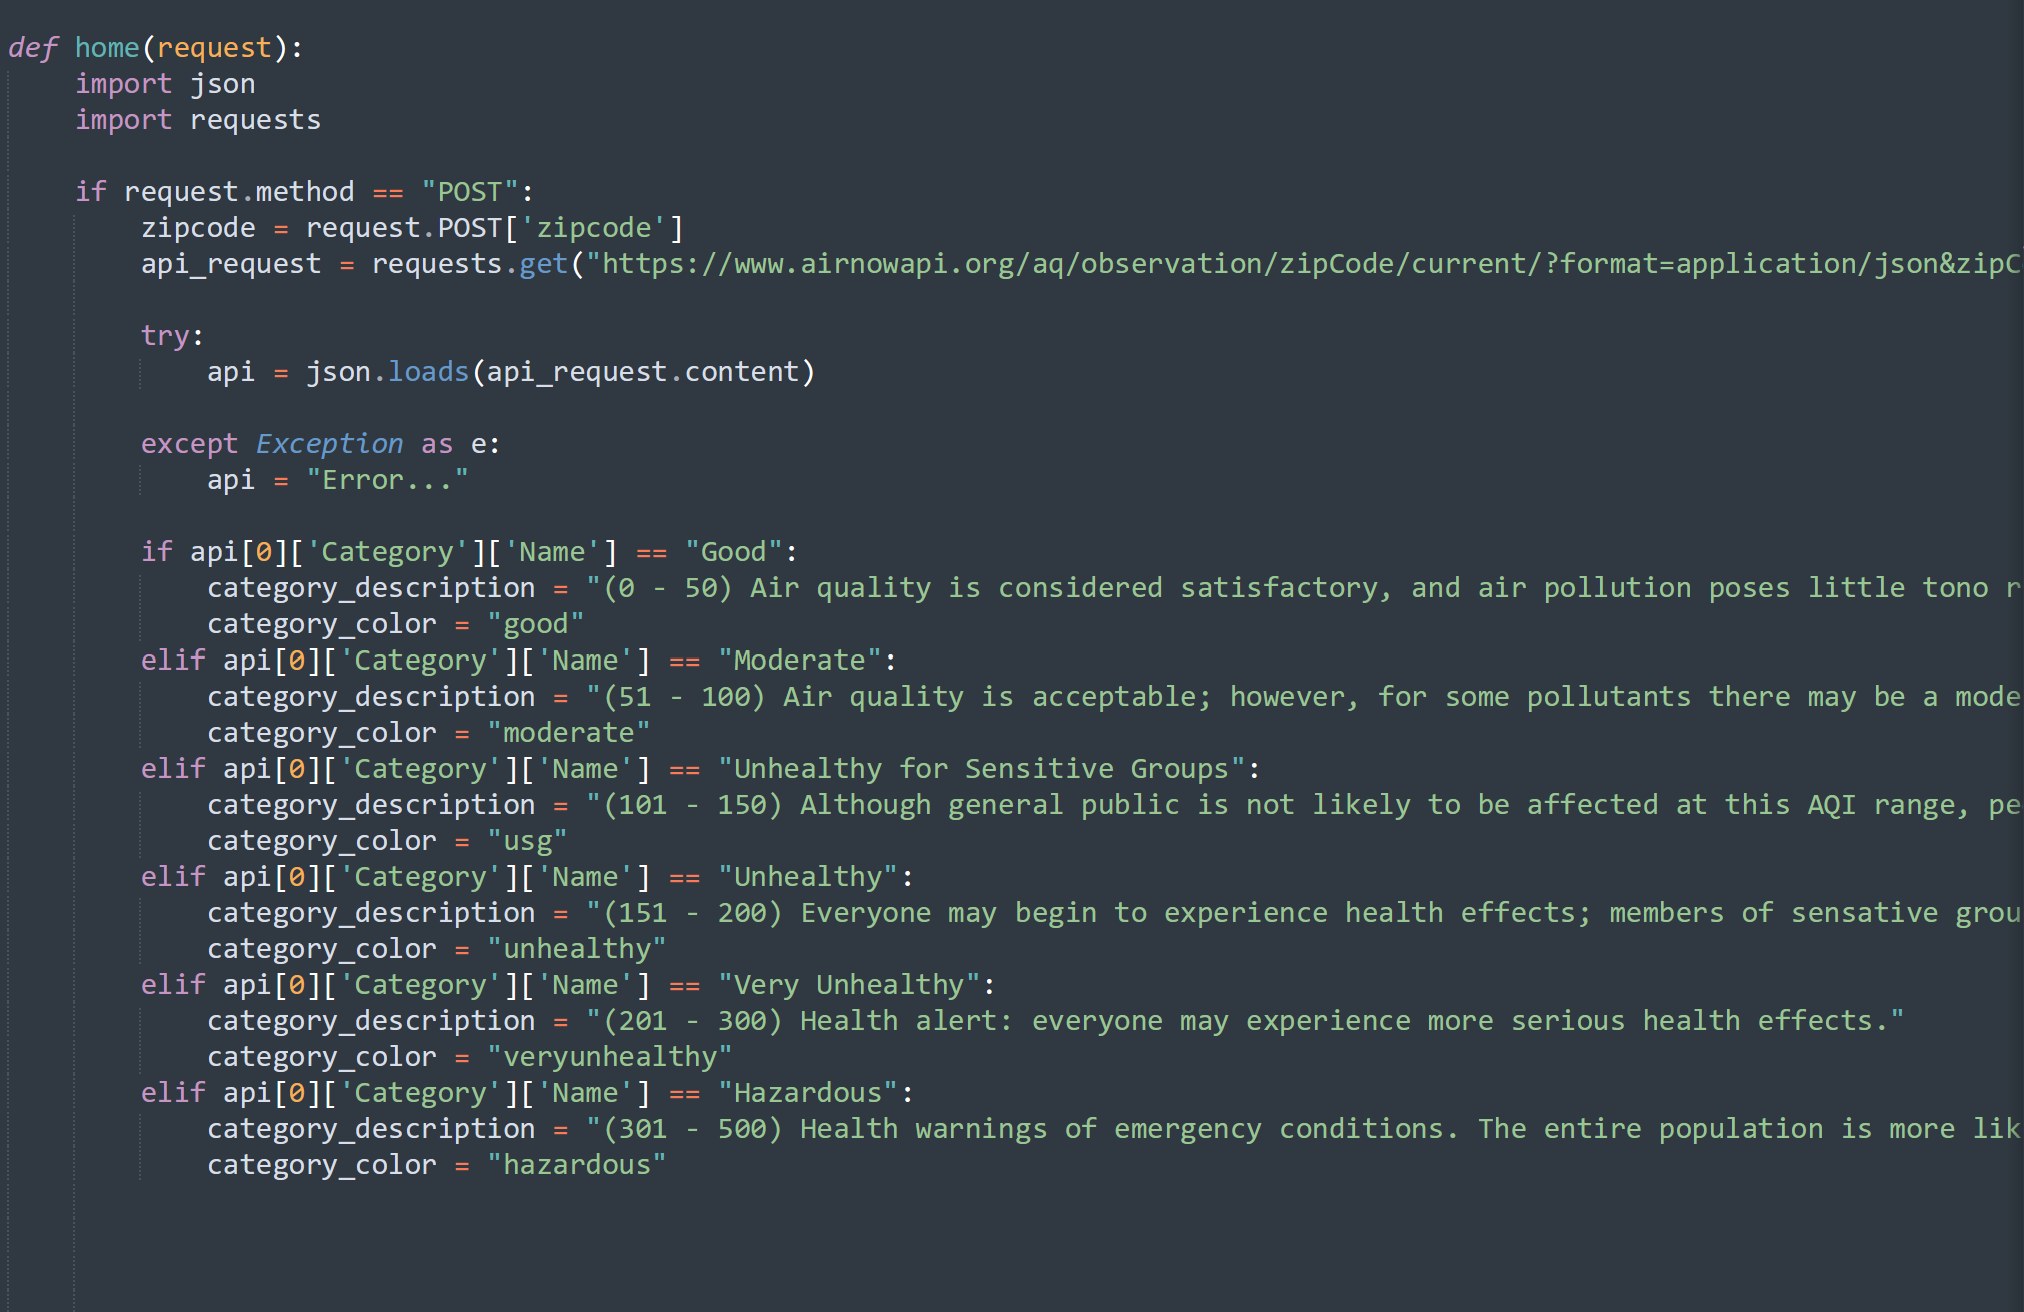 def home(request):
    import json
    import requests

    if request.method == "POST":
        zipcode = request.POST['zipcode']
        api_request = requests.get("https://www.airnowapi.org/aq/observation/zipCode/current/?format=application/json&zipC

        try:
            api = json.loads(api_request.content)

        except Exception as e:
            api = "Error..."

        if api[0]['Category']['Name'] == "Good":
            category_description = "(0 - 50) Air quality is considered satisfactory, and air pollution poses little tono r
            category_color = "good"
        elif api[0]['Category']['Name'] == "Moderate":
            category_description = "(51 - 100) Air quality is acceptable; however, for some pollutants there may be a mode
            category_color = "moderate"
        elif api[0]['Category']['Name'] == "Unhealthy for Sensitive Groups":
            category_description = "(101 - 150) Although general public is not likely to be affected at this AQI range, pe
            category_color = "usg"
        elif api[0]['Category']['Name'] == "Unhealthy":
            category_description = "(151 - 200) Everyone may begin to experience health effects; members of sensative grou
            category_color = "unhealthy"
        elif api[0]['Category']['Name'] == "Very Unhealthy":
            category_description = "(201 - 300) Health alert: everyone may experience more serious health effects."
            category_color = "veryunhealthy"
        elif api[0]['Category']['Name'] == "Hazardous":
            category_description = "(301 - 500) Health warnings of emergency conditions. The entire population is more lik
            category_color = "hazardous"